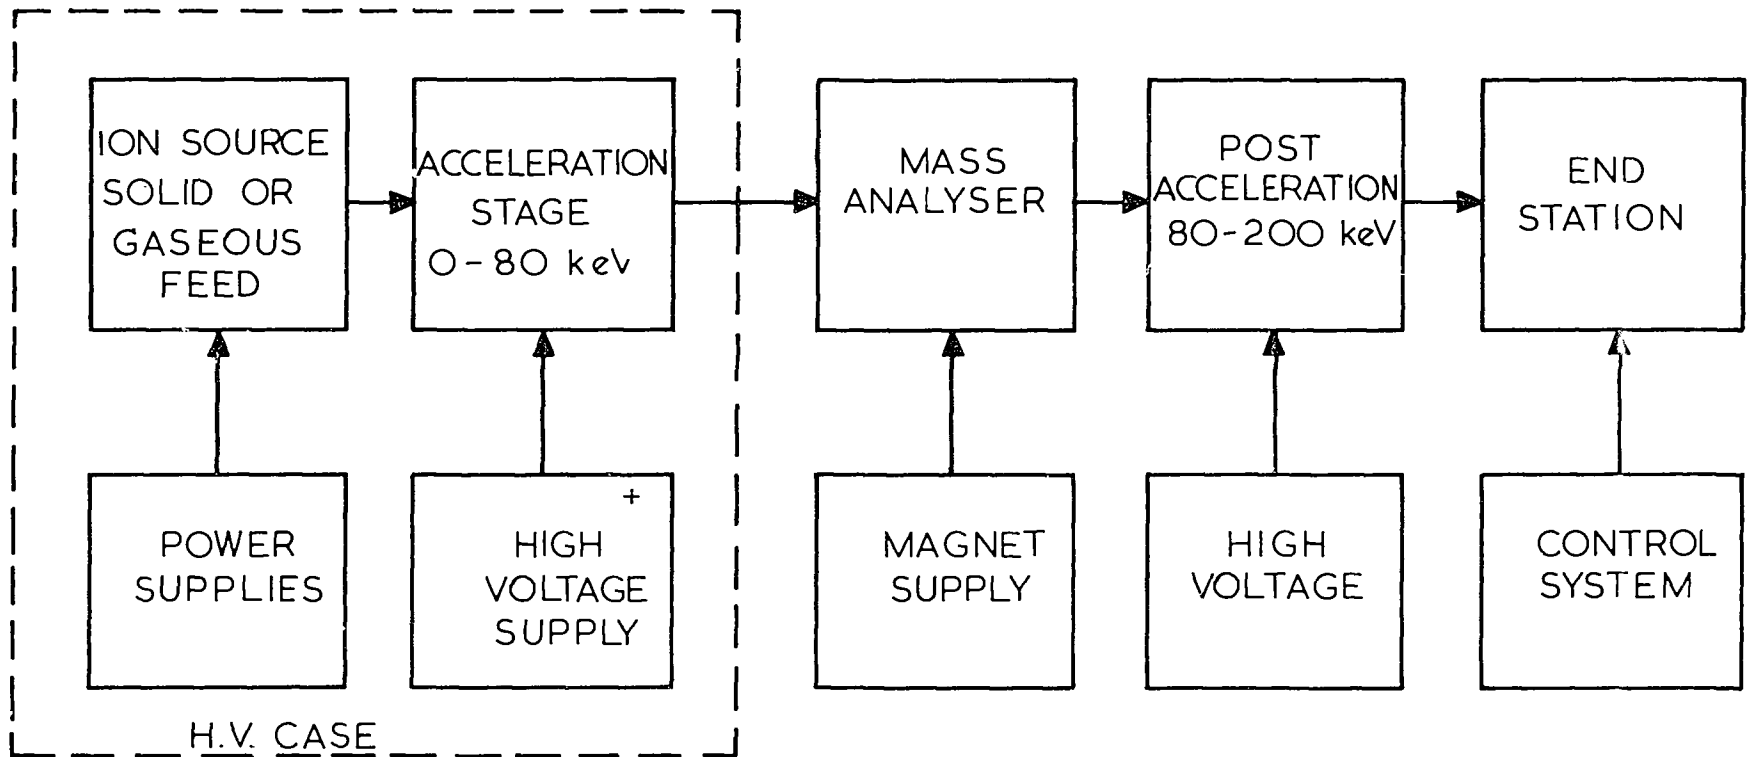 ION SOURCE
SOLID OR
GASEOUS
FEED
ACCELERATION
STAGE
0-80 keV
MASS
ANALYSER
POST
ACCELERATION
80-200 keV
END
STATION
POWER
SUPPLIES
+
HIGH
VOLTAGE
SUPPLY
MAGNET
SUPPLY
HIGH
VOLTAGE
CONTROL
SYSTEM
H.V. CASE